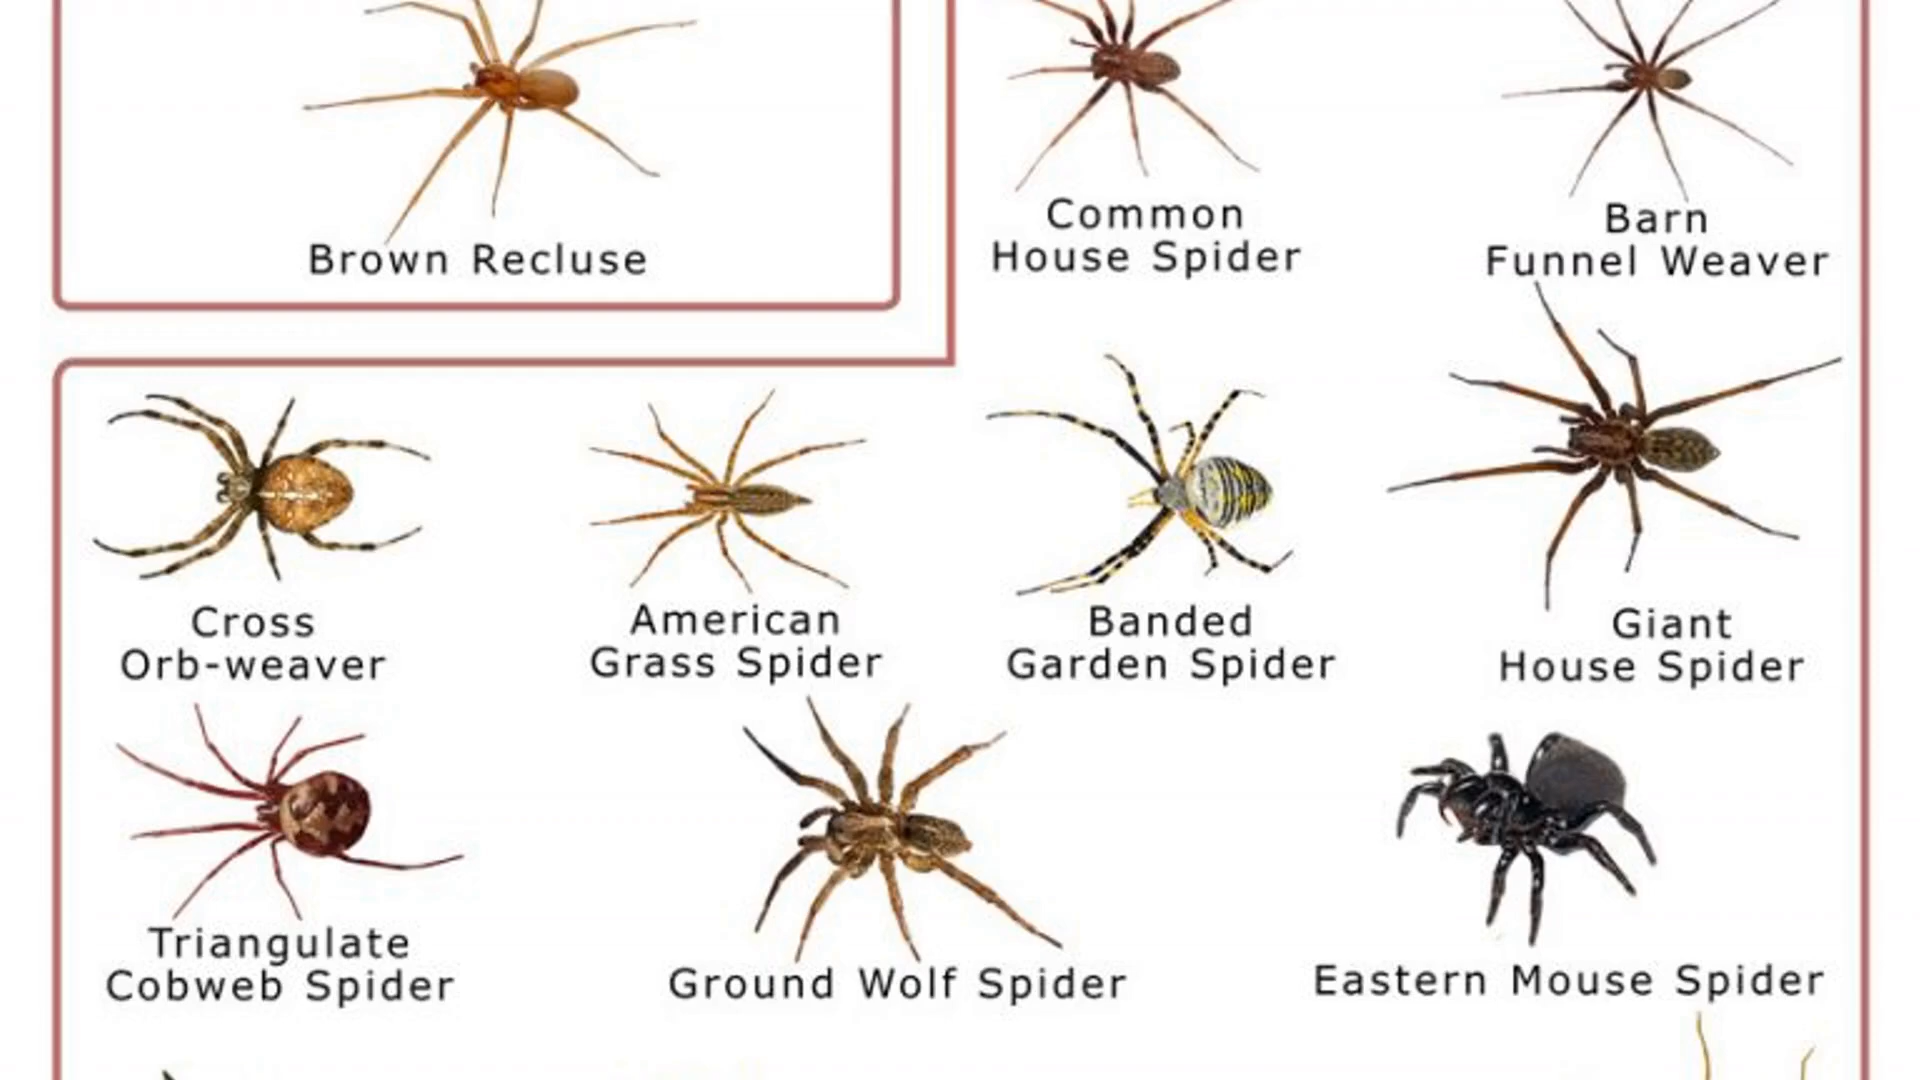 Brown Recluse
Common
House Spider
Barn
Funnel Weaver
Cross
Orb-weaver
American
Grass Spider
Banded
Garden Spider
Giant
House Spider
Triangulate
Cobweb Spider
Ground Wolf Spider
Eastern Mouse Spider